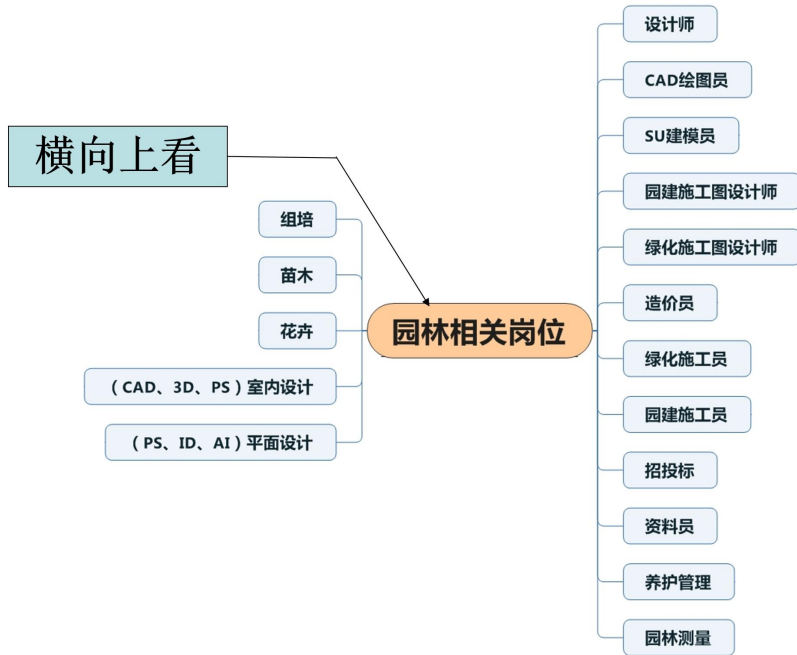 横向上看
组培
苗木
花卉
（CAD、3D、PS）室内设计
（PS、ID、AI）平面设计
园林相关岗位
设计师
CAD绘图员
SU建模员
园建施工图设计师
绿化施工图设计师
造价员
绿化施工员
园建施工员
招投标
资料员
养护管理
园林测量